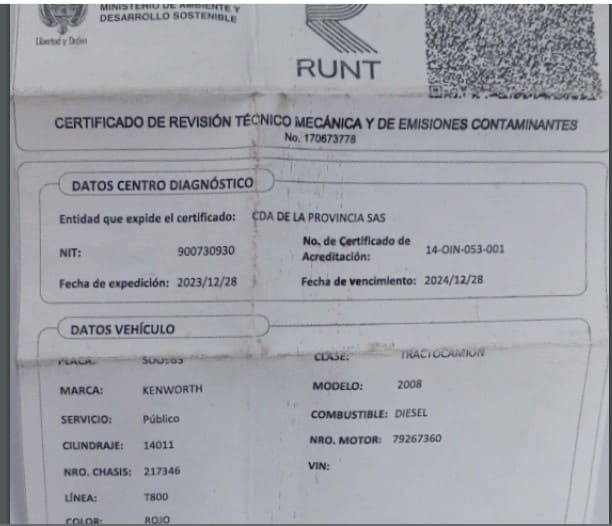 MINISTERIO DE AMBIENTE Y
DESARROLLO SOSTENIBLE
Libertad y Orden
RUNT
CERTIFICADO DE REVISIÓN TÉCNICO MECÁNICA Y DE EMISIONES CONTAMINANTES
No. 170673778
DATOS CENTRO DIAGNÓSTICO
Entidad que expide el certificado: CDA DE LA PROVINCIA SAS
NIT: 900730930 No. de Certificado de Acreditación: 14-OIN-053-001
Fecha de expedición: 2023/12/28 Fecha de vencimiento: 2024/12/28
DATOS VEHÍCULO
PLACA: CLASE: TRACTOCAMION
MARCA: KENWORTH MODELO: 2008
SERVICIO: Público COMBUSTIBLE: DIESEL
CILINDRAJE: 14011 NRO. MOTOR: 79267360
NRO. CHASIS: 217346 VIN:
LÍNEA: T800
COLOR: ROJO